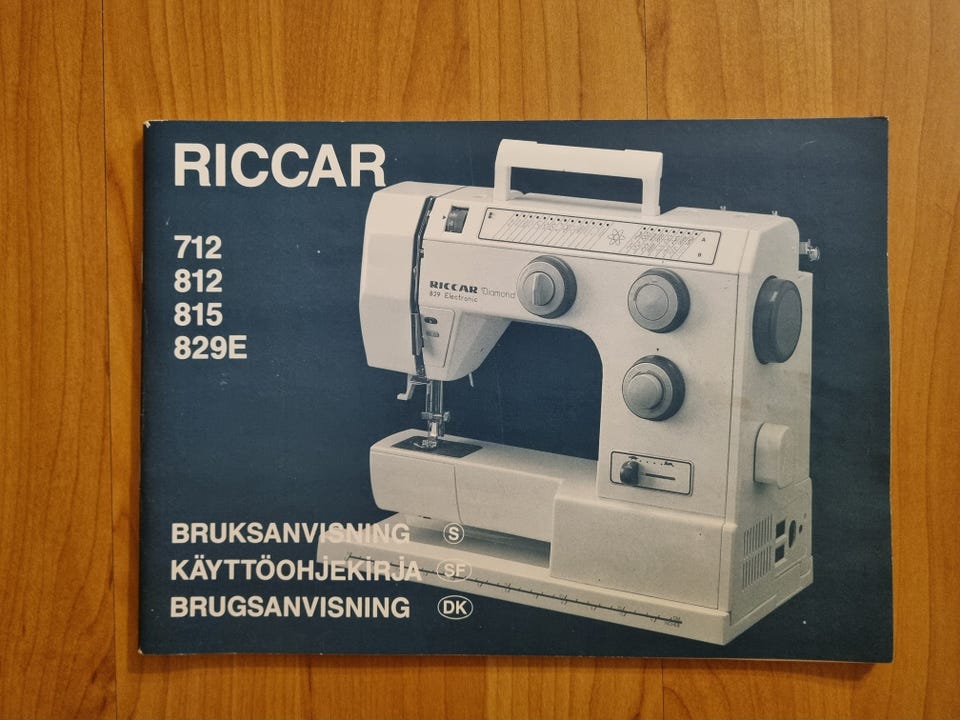 RICCAR
712
812
815
829E
RICCAR Diamond
829 Electronic
BRUKSANVISNING S
KÄYTTÖOHJEKIRJA SF
BRUGSANVISNING DK